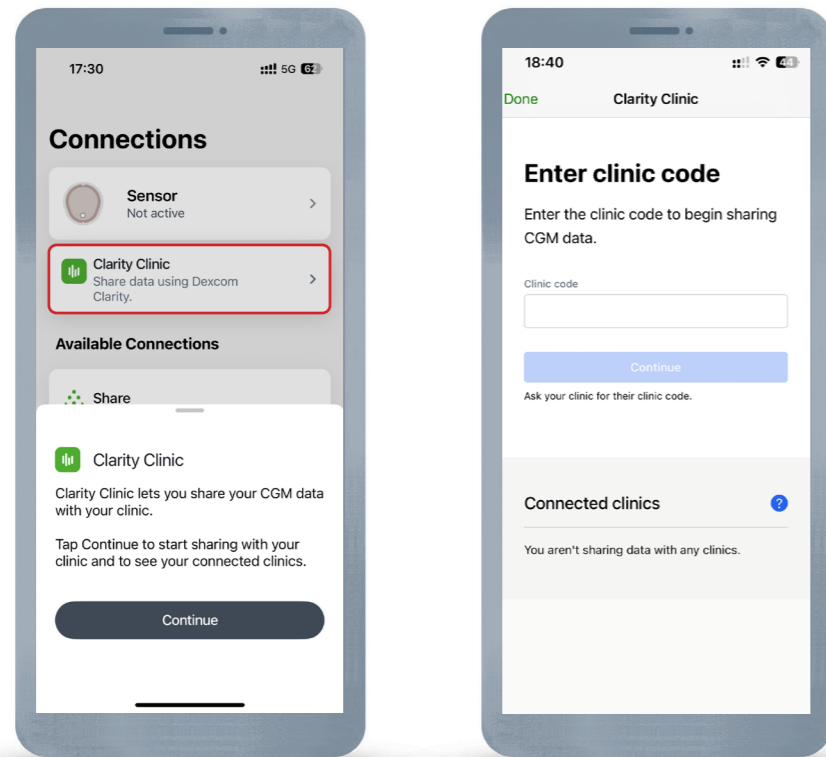 17:30
5G 62
Connections
Sensor
Not active
Clarity Clinic
Share data using Dexcom
Clarity.
Available Connections
Share
Clarity Clinic
Clarity Clinic lets you share your CGM data
with your clinic.
Tap Continue to start sharing with your
clinic and to see your connected clinics.
Continue
18:40
44
Done
Clarity Clinic
Enter clinic code
Enter the clinic code to begin sharing
CGM data.
Clinic code
Continue
Ask your clinic for their clinic code.
Connected clinics
?
You aren't sharing data with any clinics.